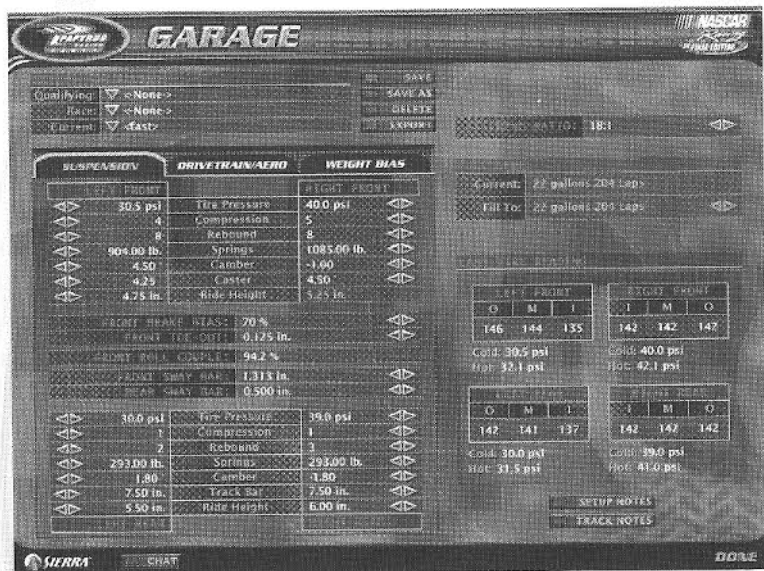 PAPYRUS
GARAGE
NASCAR
Racing
SAVE
Qualifying: <None> SAVE AS
Race: <None> DELETE
Current: <fast> EXPORT
RATIO: 18:1
SUSPENSION DRIVETRAIN/AERO WEIGHT BIAS
LEFT FRONT RIGHT FRONT
Current: 22 gallons 204 Laps
Fill To: 22 gallons 204 Laps
30.5 psi Tire Pressure 40.0 psi
4 Compression 5
8 Rebound 8
904.00 lb. Springs 1085.00 lb.
4.50 Camber -1.00
4.25 Caster 4.50
4.75 in. Ride Height 5.25 in.
LEFT FRONT RIGHT FRONT
O M I I M O
146 144 135 142 142 142
Cold: 30.5 psi Cold: 40.0 psi
Hot: 32.1 psi Hot: 42.1 psi
FRONT BRAKE BIAS: 70 %
FRONT TOE OUT: 0.125 in.
FRONT ROLL COUPLE: 94.2 %
FRONT SWAY BAR: 1.313 in.
REAR SWAY BAR: 0.500 in.
RIGHT REAR
O M I I M O
142 141 137 142 142 142
Cold: 30.0 psi Cold: 39.0 psi
Hot: 31.5 psi Hot: 41.0 psi
30.0 psi Tire Pressure 39.0 psi
1 Compression 1
2 Rebound 3
293.00 lb. Springs 293.00 lb.
1.80 Camber -1.80
7.50 in. Track Bar 7.50 in.
5.50 in. Ride Height 6.00 in.
SETUP NOTES
TRACK NOTES
SIERRA CHAT DONE